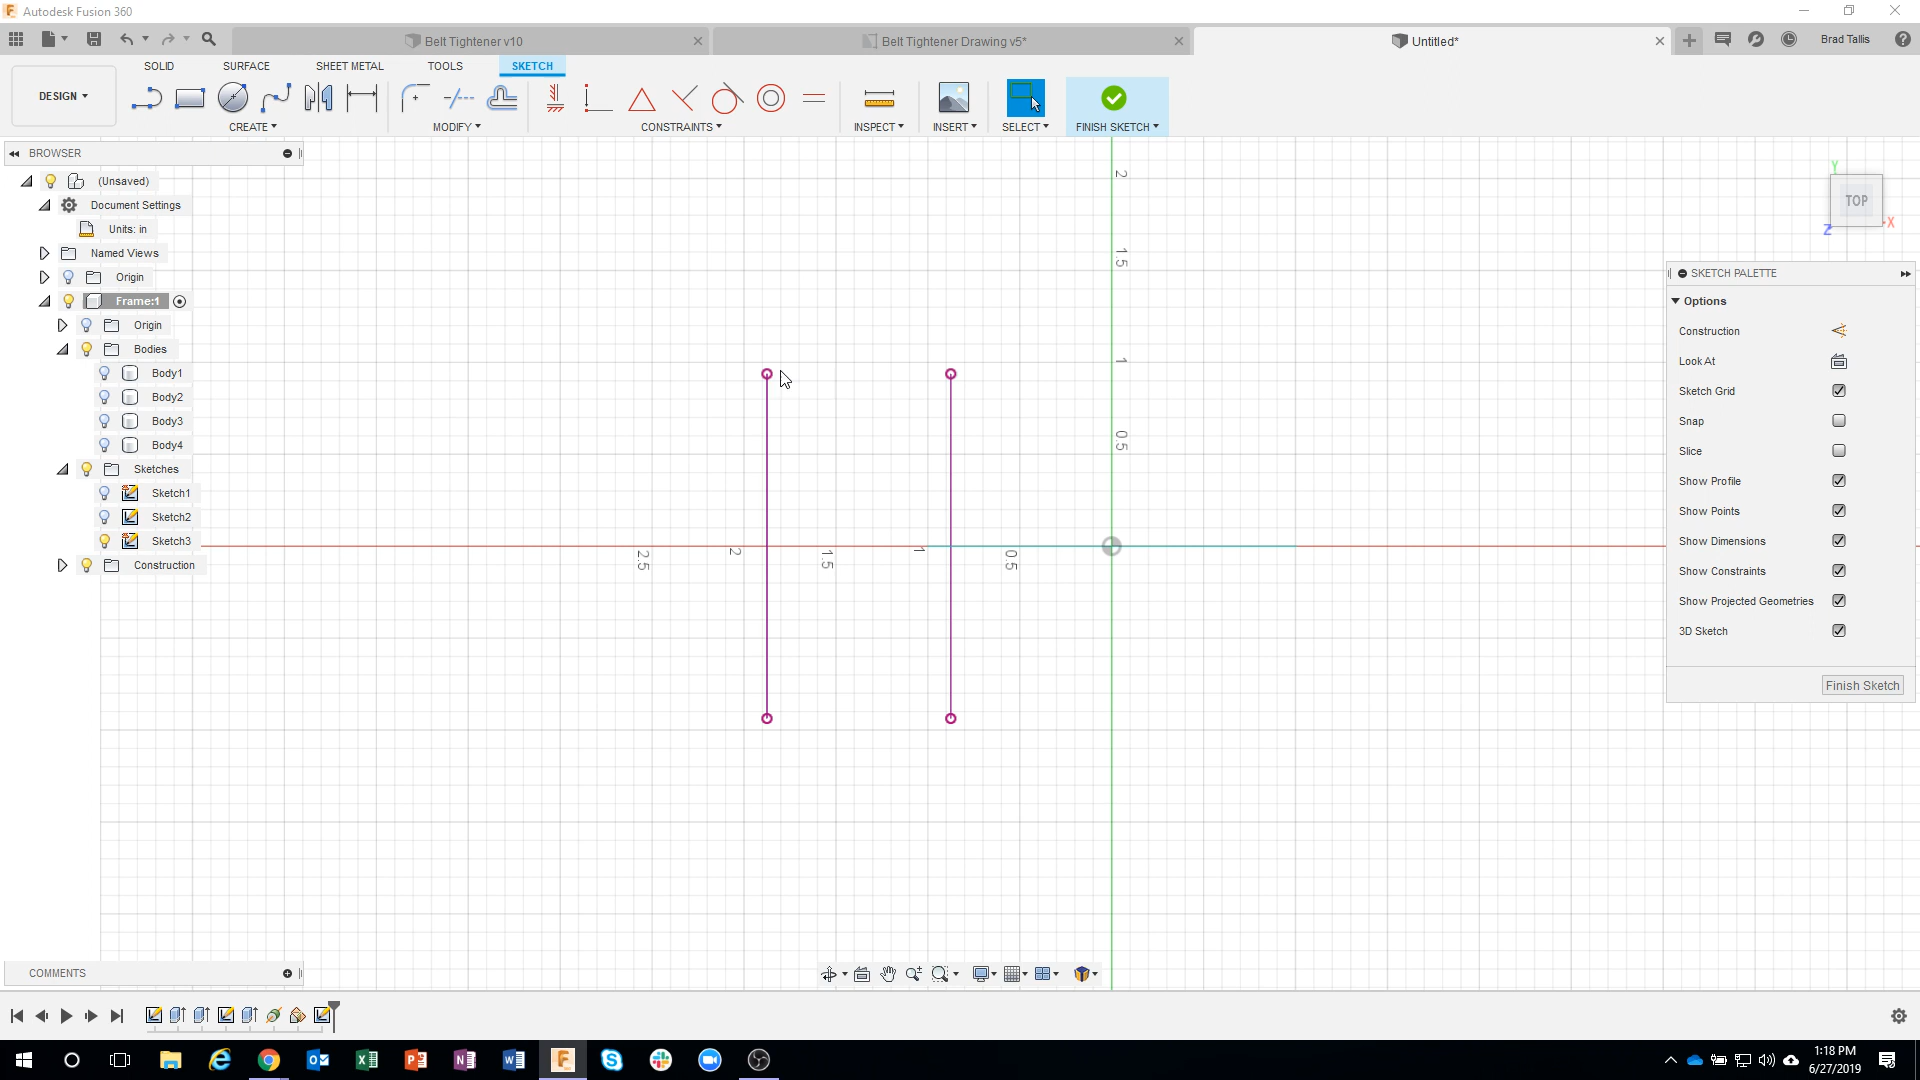 Autodesk Fusion 360
Belt Tightener v10
Belt Tightener Drawing v5*
Untitled*
Brad Tallis
DESIGN
SOLID
SURFACE
SHEET METAL
TOOLS
SKETCH
CREATE
MODIFY
CONSTRAINTS
INSPECT
INSERT
SELECT
FINISH SKETCH
BROWSER
(Unsaved)
Document Settings
Units: in
Named Views
Origin
Frame:1
Origin
Bodies
Body1
Body2
Body3
Body4
Sketches
Sketch1
Sketch2
Sketch3
Construction
2
1.5
1
0.5
2.5
2
1.5
1
0.5
Y
TOP
X
Z
SKETCH PALETTE
Options
Construction
Look At
Sketch Grid
Snap
Slice
Show Profile
Show Points
Show Dimensions
Show Constraints
Show Projected Geometries
3D Sketch
Finish Sketch
COMMENTS
1:18 PM
6/27/2019